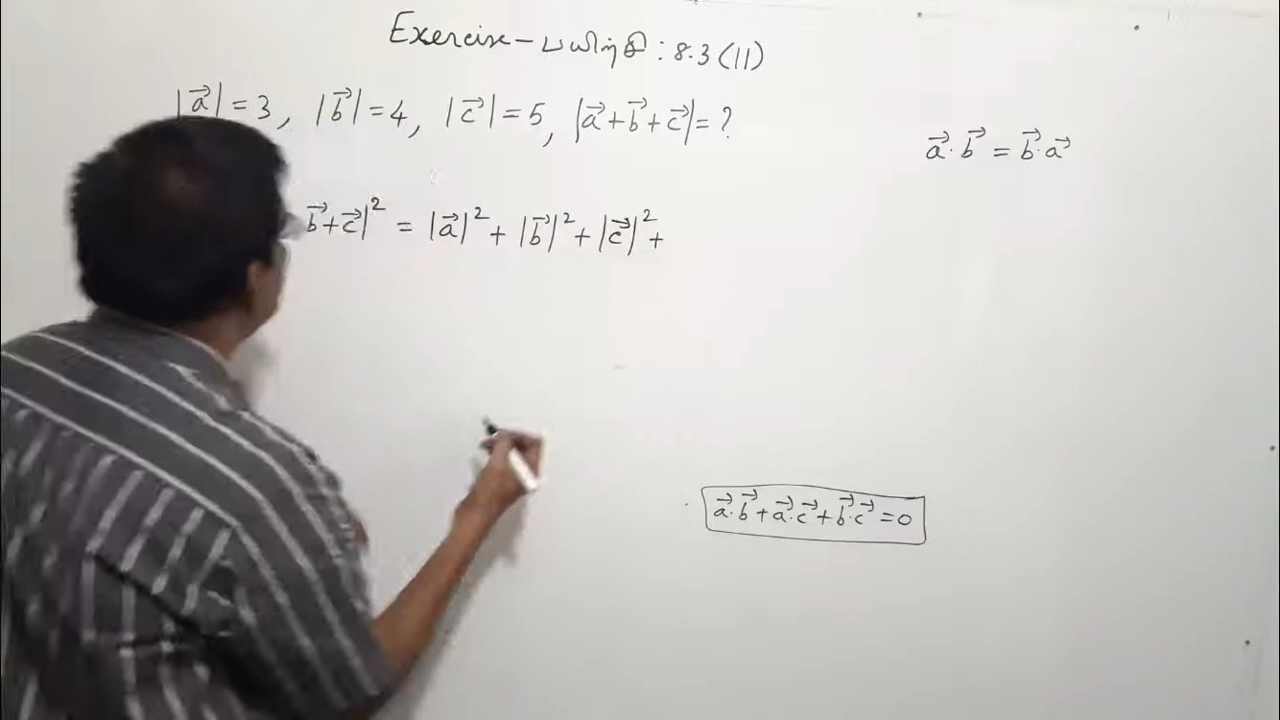 Exercise - பயிற்சி : 8.3 (11)
|a⃗| = 3, |b⃗| = 4, |c⃗| = 5, |a⃗+b⃗+c⃗| = ?
a⃗·b⃗ = b⃗·a⃗
b⃗+c⃗|² = |a⃗|² + |b⃗|² + |c⃗|² +
a⃗·b⃗ + a⃗·c⃗ + b⃗·c⃗ = 0